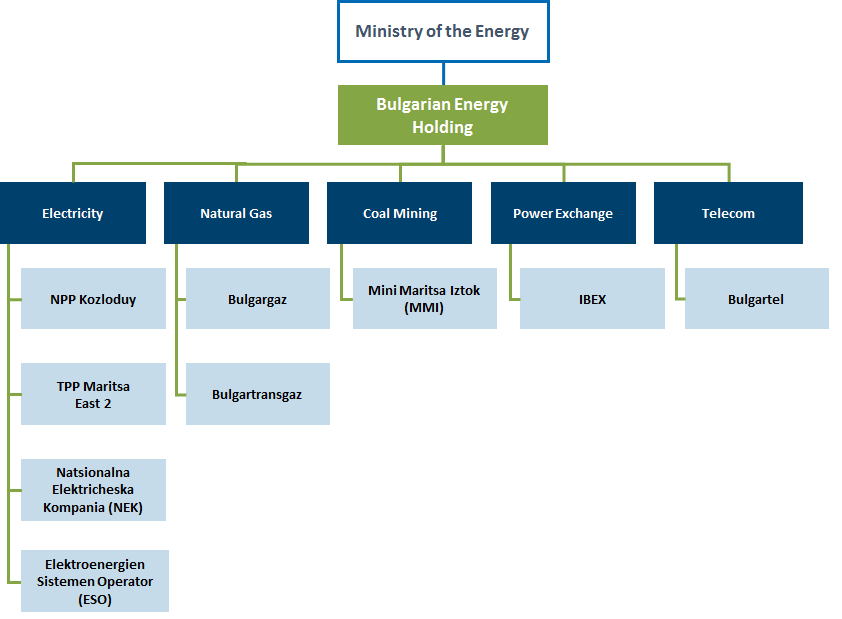 Ministry of the Energy
Bulgarian Energy
Holding
Electricity
Natural Gas
Coal Mining
Power Exchange
Telecom
NPP Kozloduy
Bulgargaz
Mini Maritsa Iztok
(MMI)
IBEX
Bulgartel
TPP Maritsa
East 2
Bulgartransgaz
Natsionalna
Elektricheska
Kompania (NEK)
Elektroenergien
Sistemen Operator
(ESO)